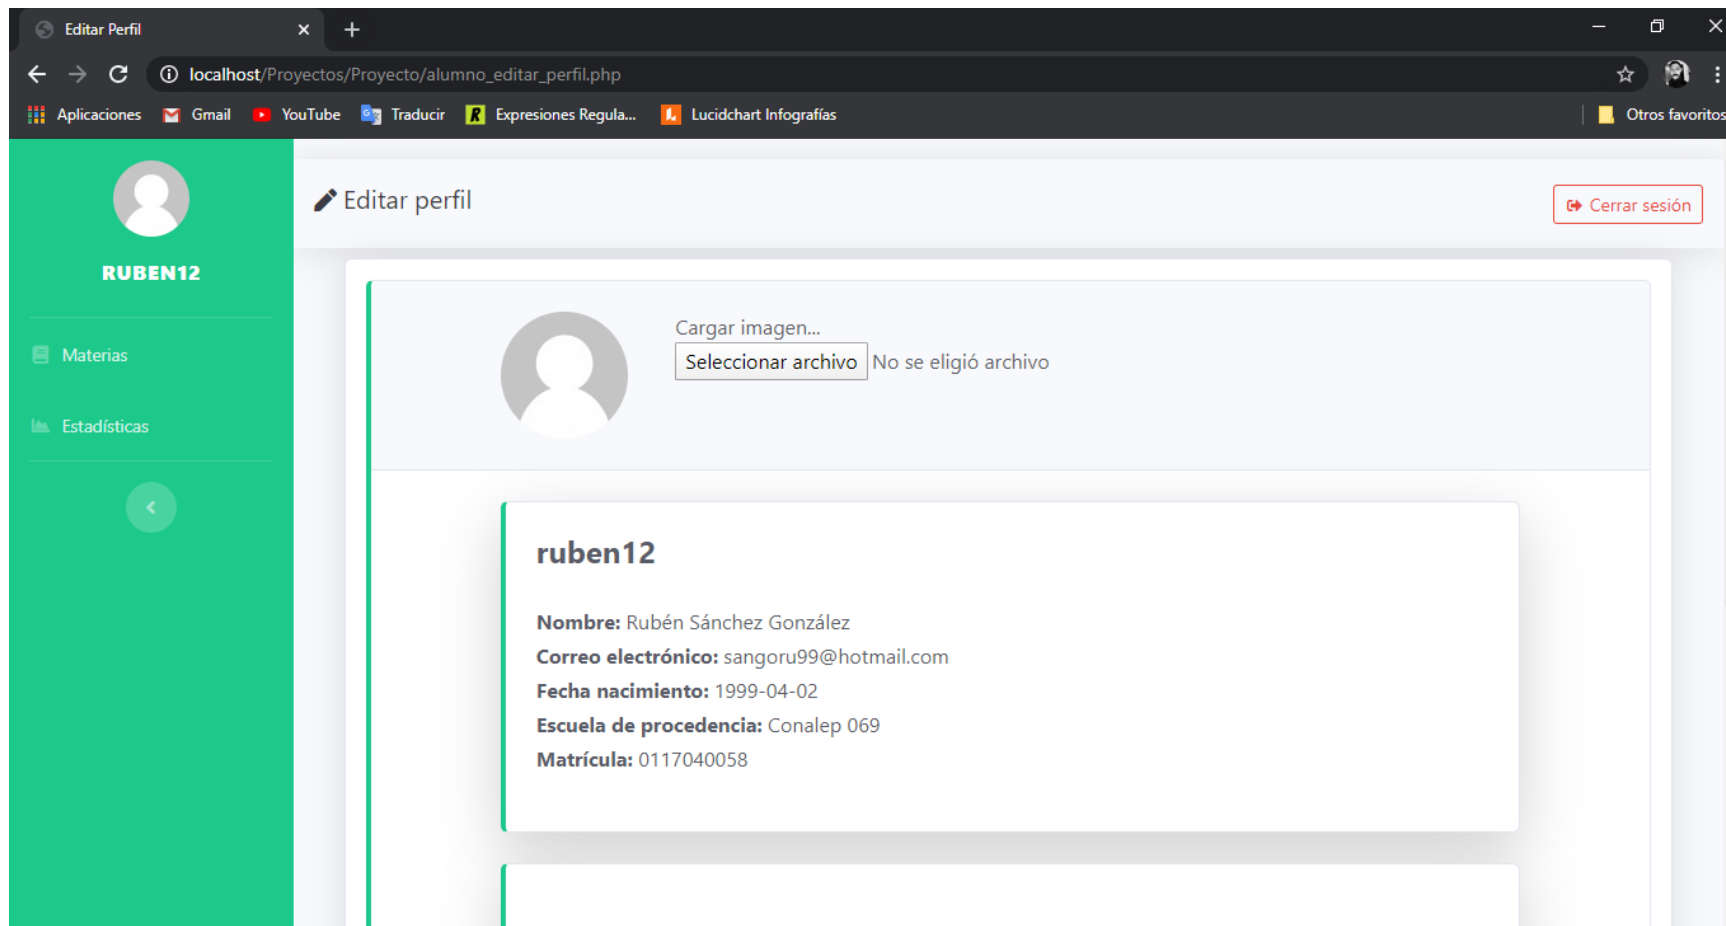 Editar Perfil
localhost/Proyectos/Proyecto/alumno_editar_perfil.php
Aplicaciones Gmail YouTube Traducir Expresiones Regula... Lucidchart Infografías Otros favoritos
RUBEN12
Materias
Estadísticas
Editar perfil
Cerrar sesión
Cargar imagen...
Seleccionar archivo No se eligió archivo
ruben12
Nombre: Rubén Sánchez González
Correo electrónico: sangoru99@hotmail.com
Fecha nacimiento: 1999-04-02
Escuela de procedencia: Conalep 069
Matrícula: 0117040058